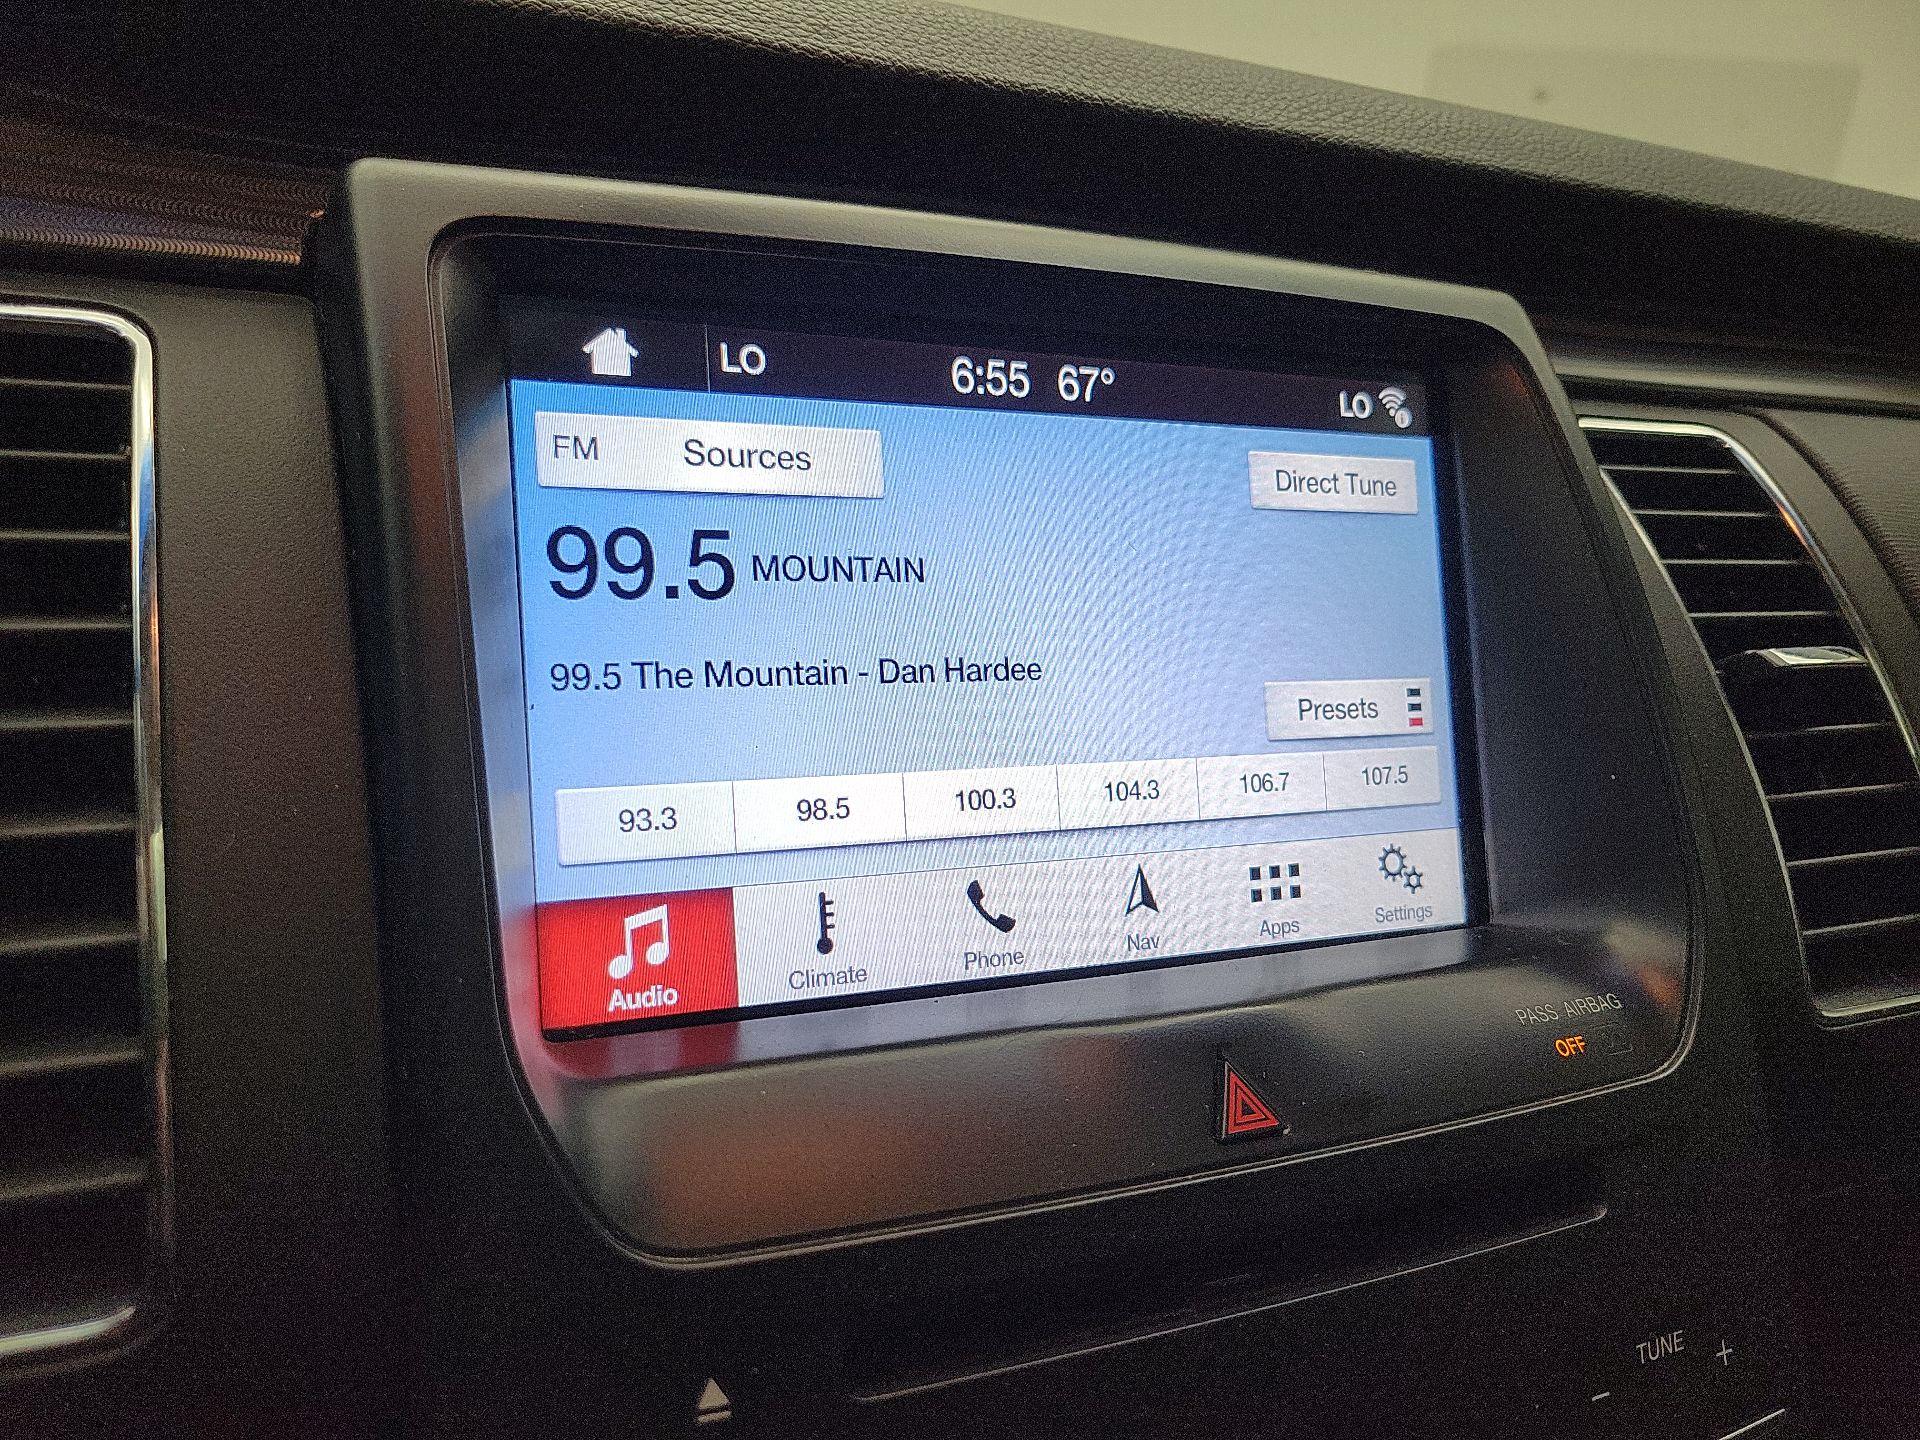 LO 6:55 67° LO
FM Sources Direct Tune
99.5 MOUNTAIN
99.5 The Mountain - Dan Hardee
Presets
93.3 98.5 100.3 104.3 106.7 107.5
Audio Climate Phone Nav Apps Settings
PASS AIRBAG
OFF
TUNE +
-